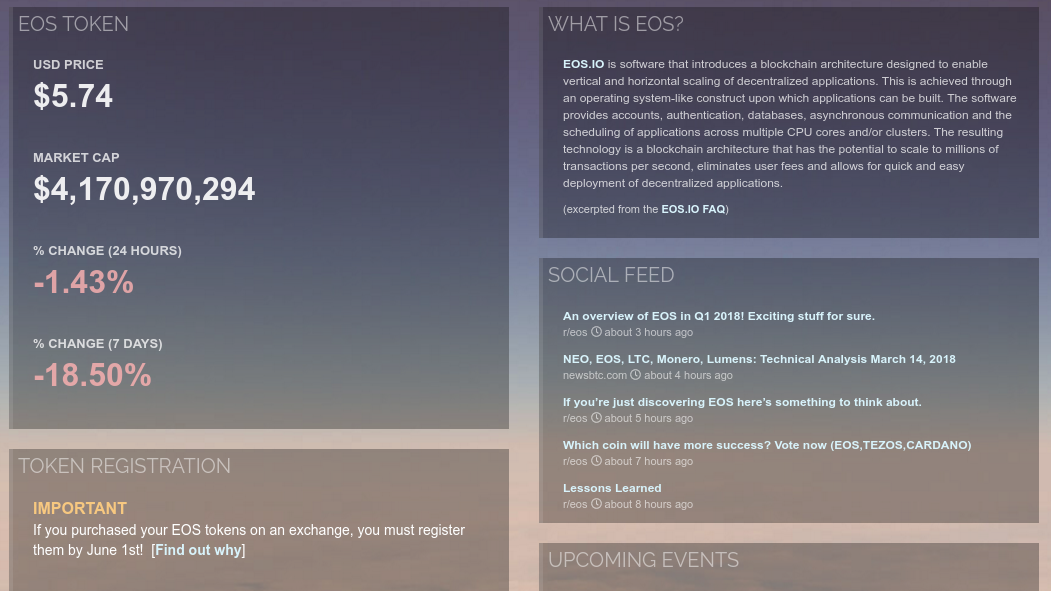 EOS TOKEN
USD PRICE
$5.74
MARKET CAP
$4,170,970,294
% CHANGE (24 HOURS)
-1.43%
% CHANGE (7 DAYS)
-18.50%
TOKEN REGISTRATION
IMPORTANT
If you purchased your EOS tokens on an exchange, you must register
them by June 1st!  [Find out why]
WHAT IS EOS?
EOS.IO is software that introduces a blockchain architecture designed to enable
vertical and horizontal scaling of decentralized applications. This is achieved through
an operating system-like construct upon which applications can be built. The software
provides accounts, authentication, databases, asynchronous communication and the
scheduling of applications across multiple CPU cores and/or clusters. The resulting
technology is a blockchain architecture that has the potential to scale to millions of
transactions per second, eliminates user fees and allows for quick and easy
deployment of decentralized applications.
(excerpted from the EOS.IO FAQ)
SOCIAL FEED
An overview of EOS in Q1 2018! Exciting stuff for sure.
r/eos about 3 hours ago
NEO, EOS, LTC, Monero, Lumens: Technical Analysis March 14, 2018
newsbtc.com about 4 hours ago
If you're just discovering EOS here's something to think about.
r/eos about 5 hours ago
Which coin will have more success? Vote now (EOS,TEZOS,CARDANO)
r/eos about 7 hours ago
Lessons Learned
r/eos about 8 hours ago
UPCOMING EVENTS